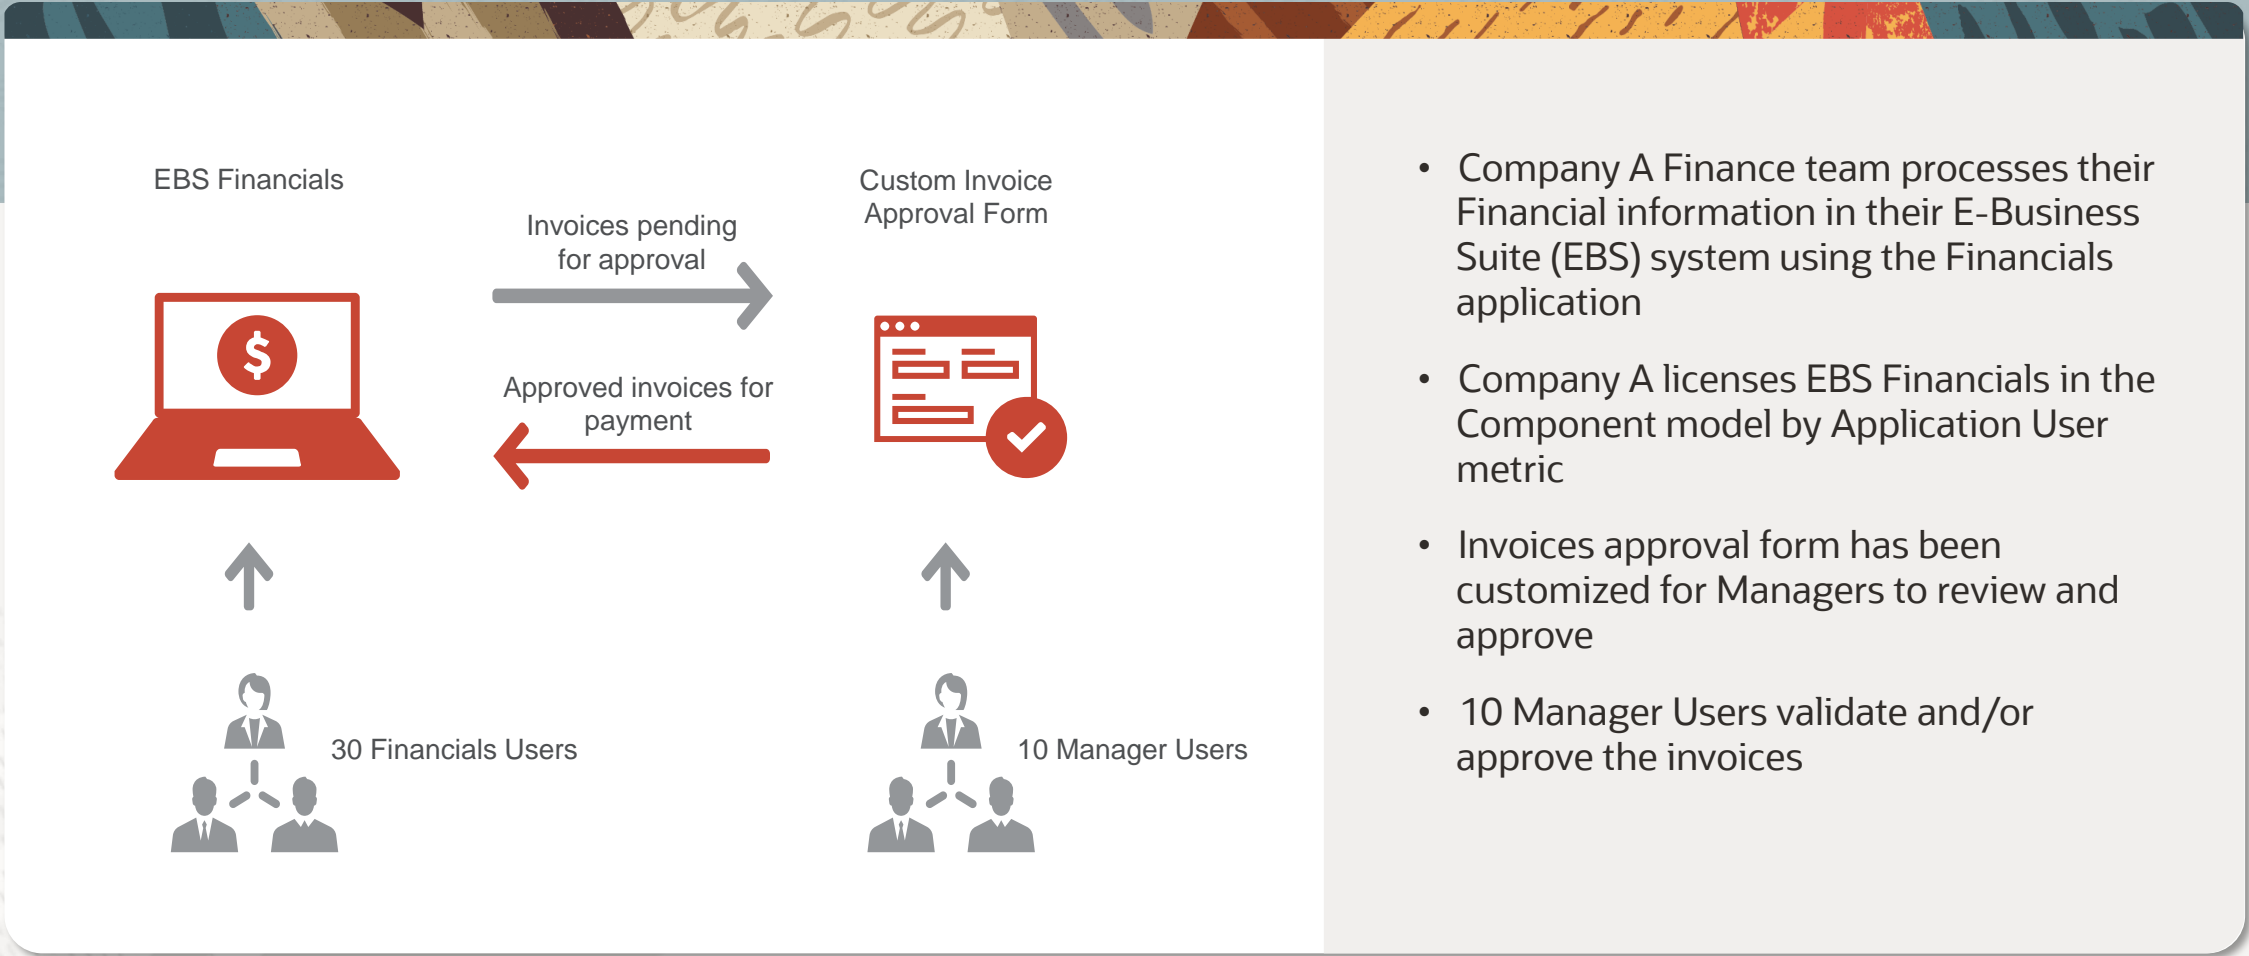 EBS Financials
Custom Invoice
Approval Form
Invoices pending
for approval
Approved invoices for
payment
30 Financials Users
10 Manager Users
• Company A Finance team processes their
Financial information in their E-Business
Suite (EBS) system using the Financials
application
• Company A licenses EBS Financials in the
Component model by Application User
metric
• Invoices approval form has been
customized for Managers to review and
approve
• 10 Manager Users validate and/or
approve the invoices